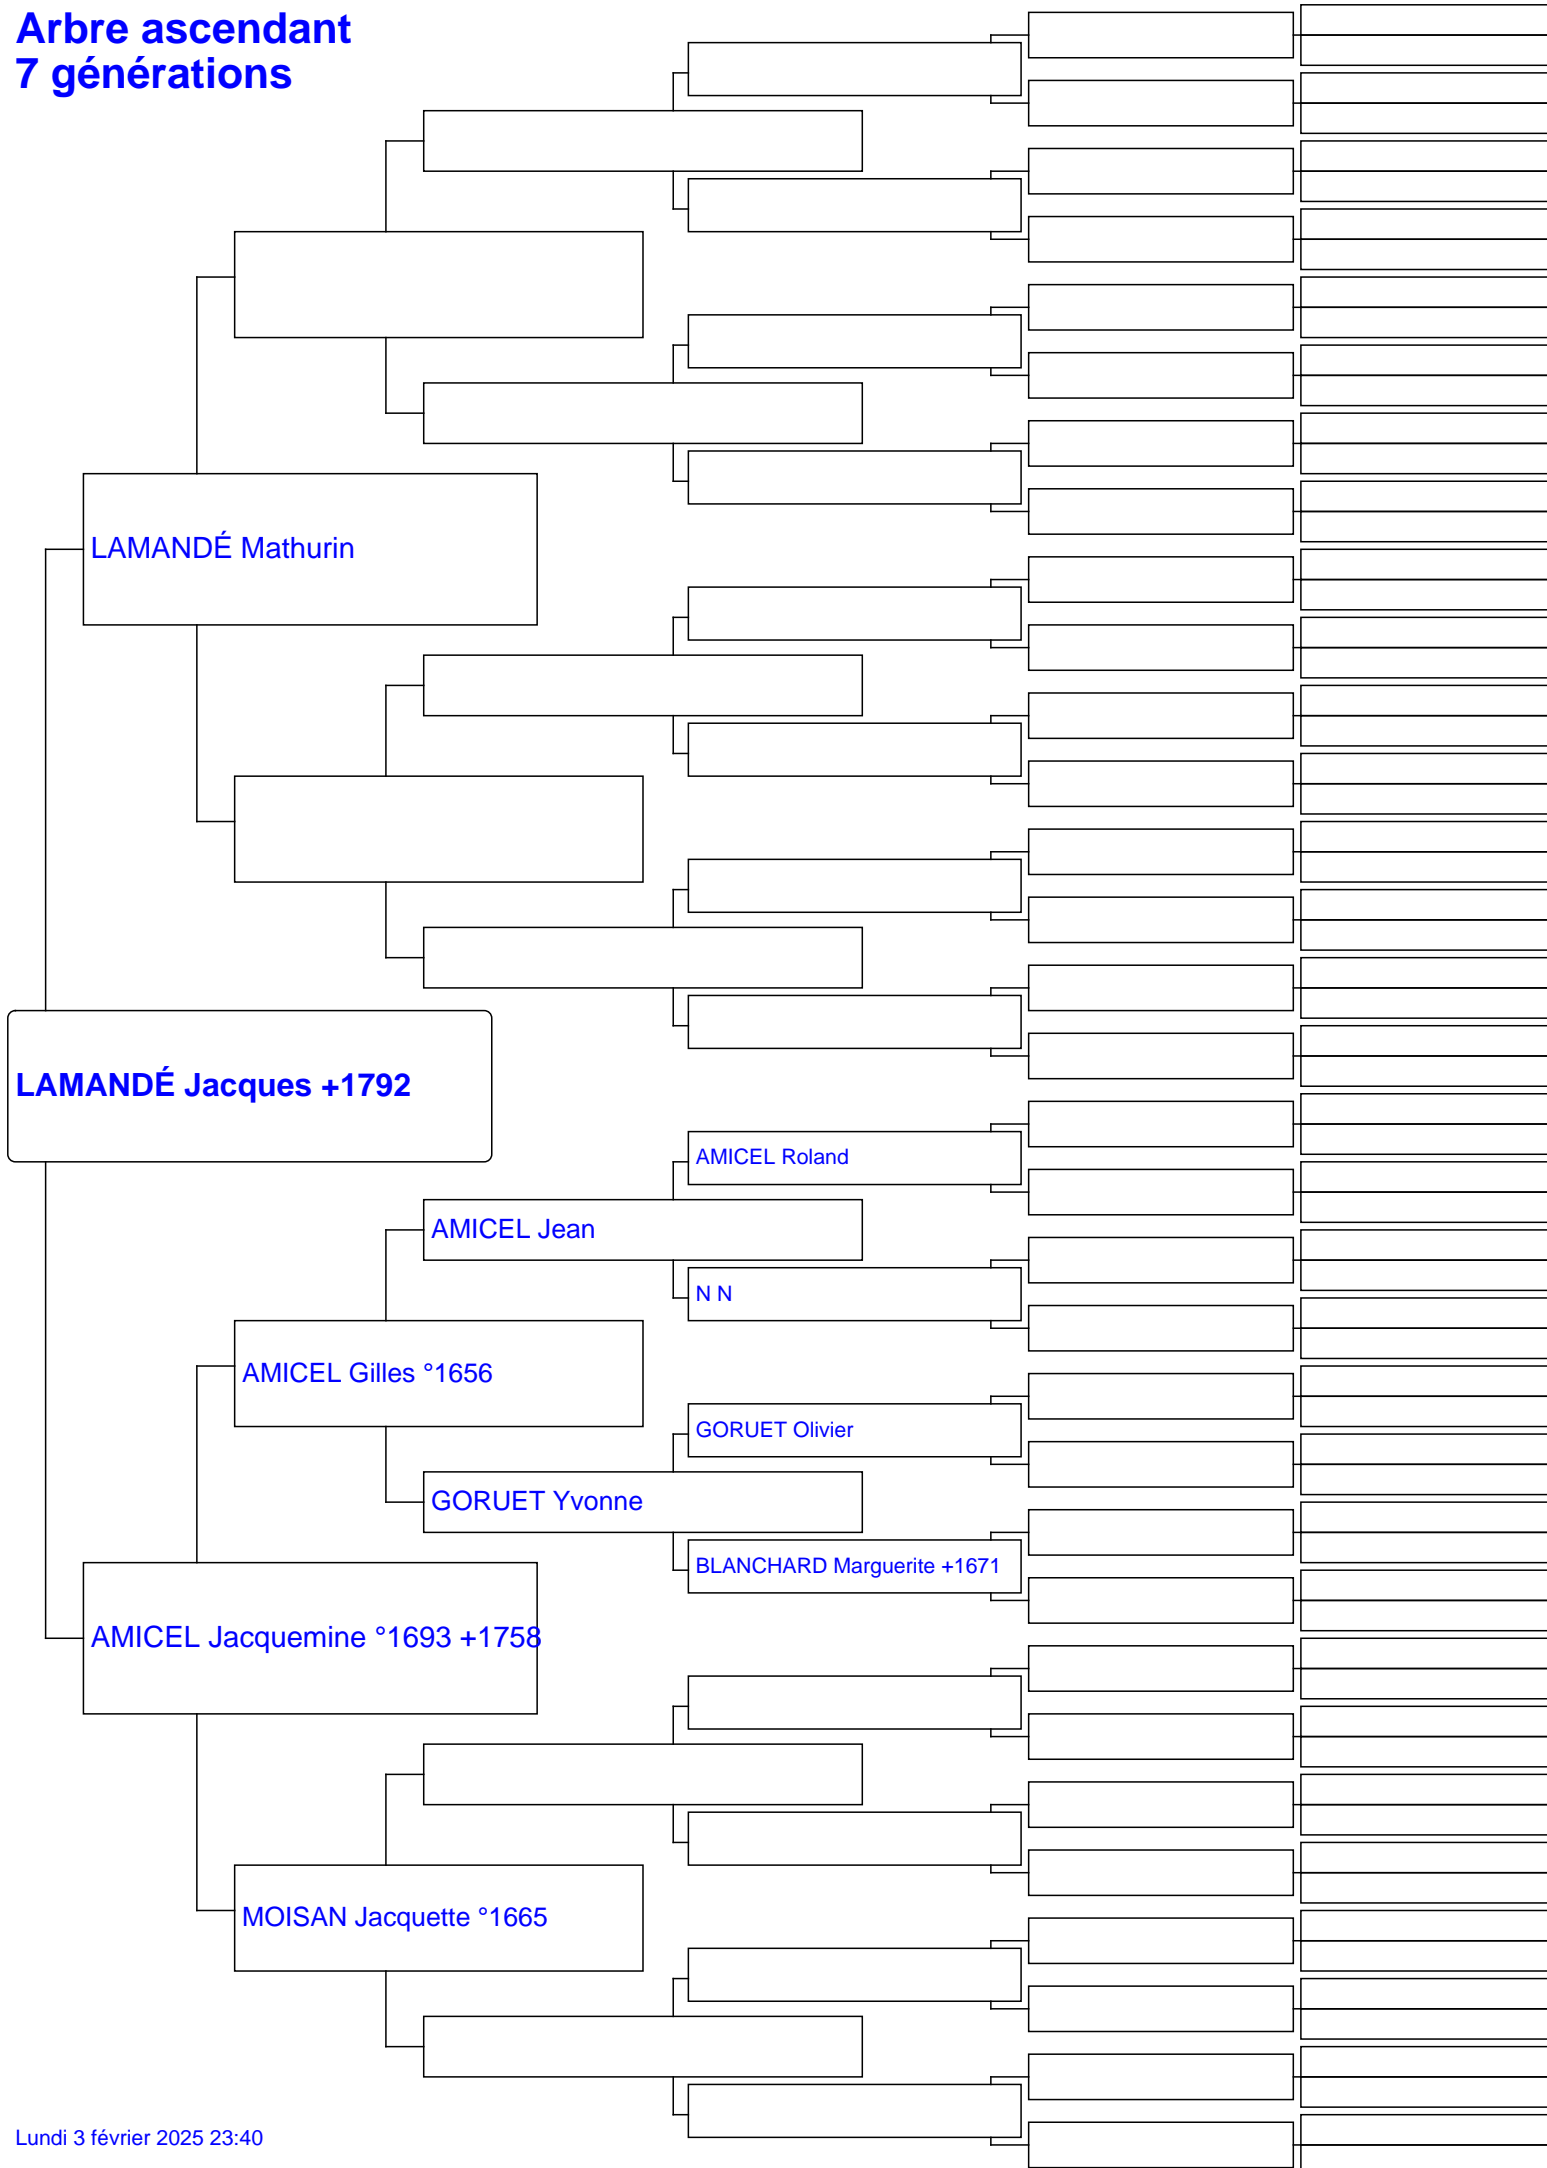 Arbre ascendant
7 générations
LAMANDÉ Mathurin
LAMANDÉ Jacques +1792
AMICEL Roland
AMICEL Jean
N N
AMICEL Gilles °1656
GORUET Olivier
GORUET Yvonne
BLANCHARD Marguerite +1671
AMICEL Jacquemine °1693 +1758
MOISAN Jacquette °1665
Lundi 3 février 2025 23:40